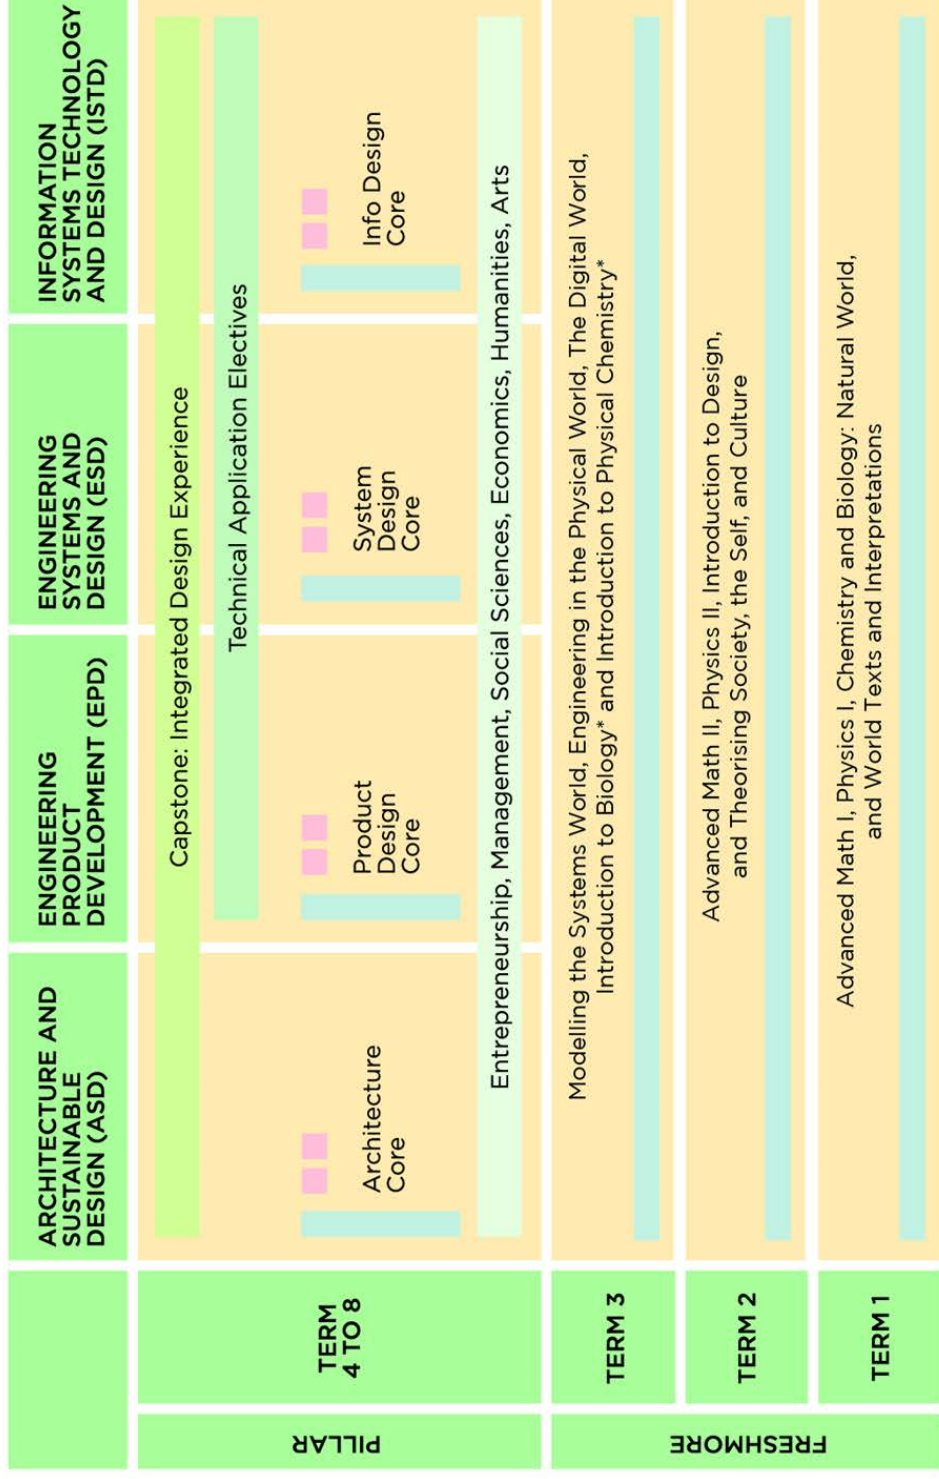 ARCHITECTURE AND
SUSTAINABLE
DESIGN (ASD)
ENGINEERING
PRODUCT
DEVELOPMENT (EPD)
ENGINEERING
SYSTEMS AND
DESIGN (ESD)
INFORMATION
SYSTEMS TECHNOLOGY
AND DESIGN (ISTD)
PILLAR
TERM
4 TO 8
Capstone: Integrated Design Experience
Technical Application Electives
Architecture
Core
Product
Design
Core
System
Design
Core
Info Design
Core
Entrepreneurship, Management, Social Sciences, Economics, Humanities, Arts
FRESHMORE
TERM 3
Modelling the Systems World, Engineering in the Physical World, The Digital World,
Introduction to Biology* and Introduction to Physical Chemistry*
TERM 2
Advanced Math II, Physics II, Introduction to Design,
and Theorising Society, the Self, and Culture
TERM 1
Advanced Math I, Physics I, Chemistry and Biology: Natural World,
and World Texts and Interpretations